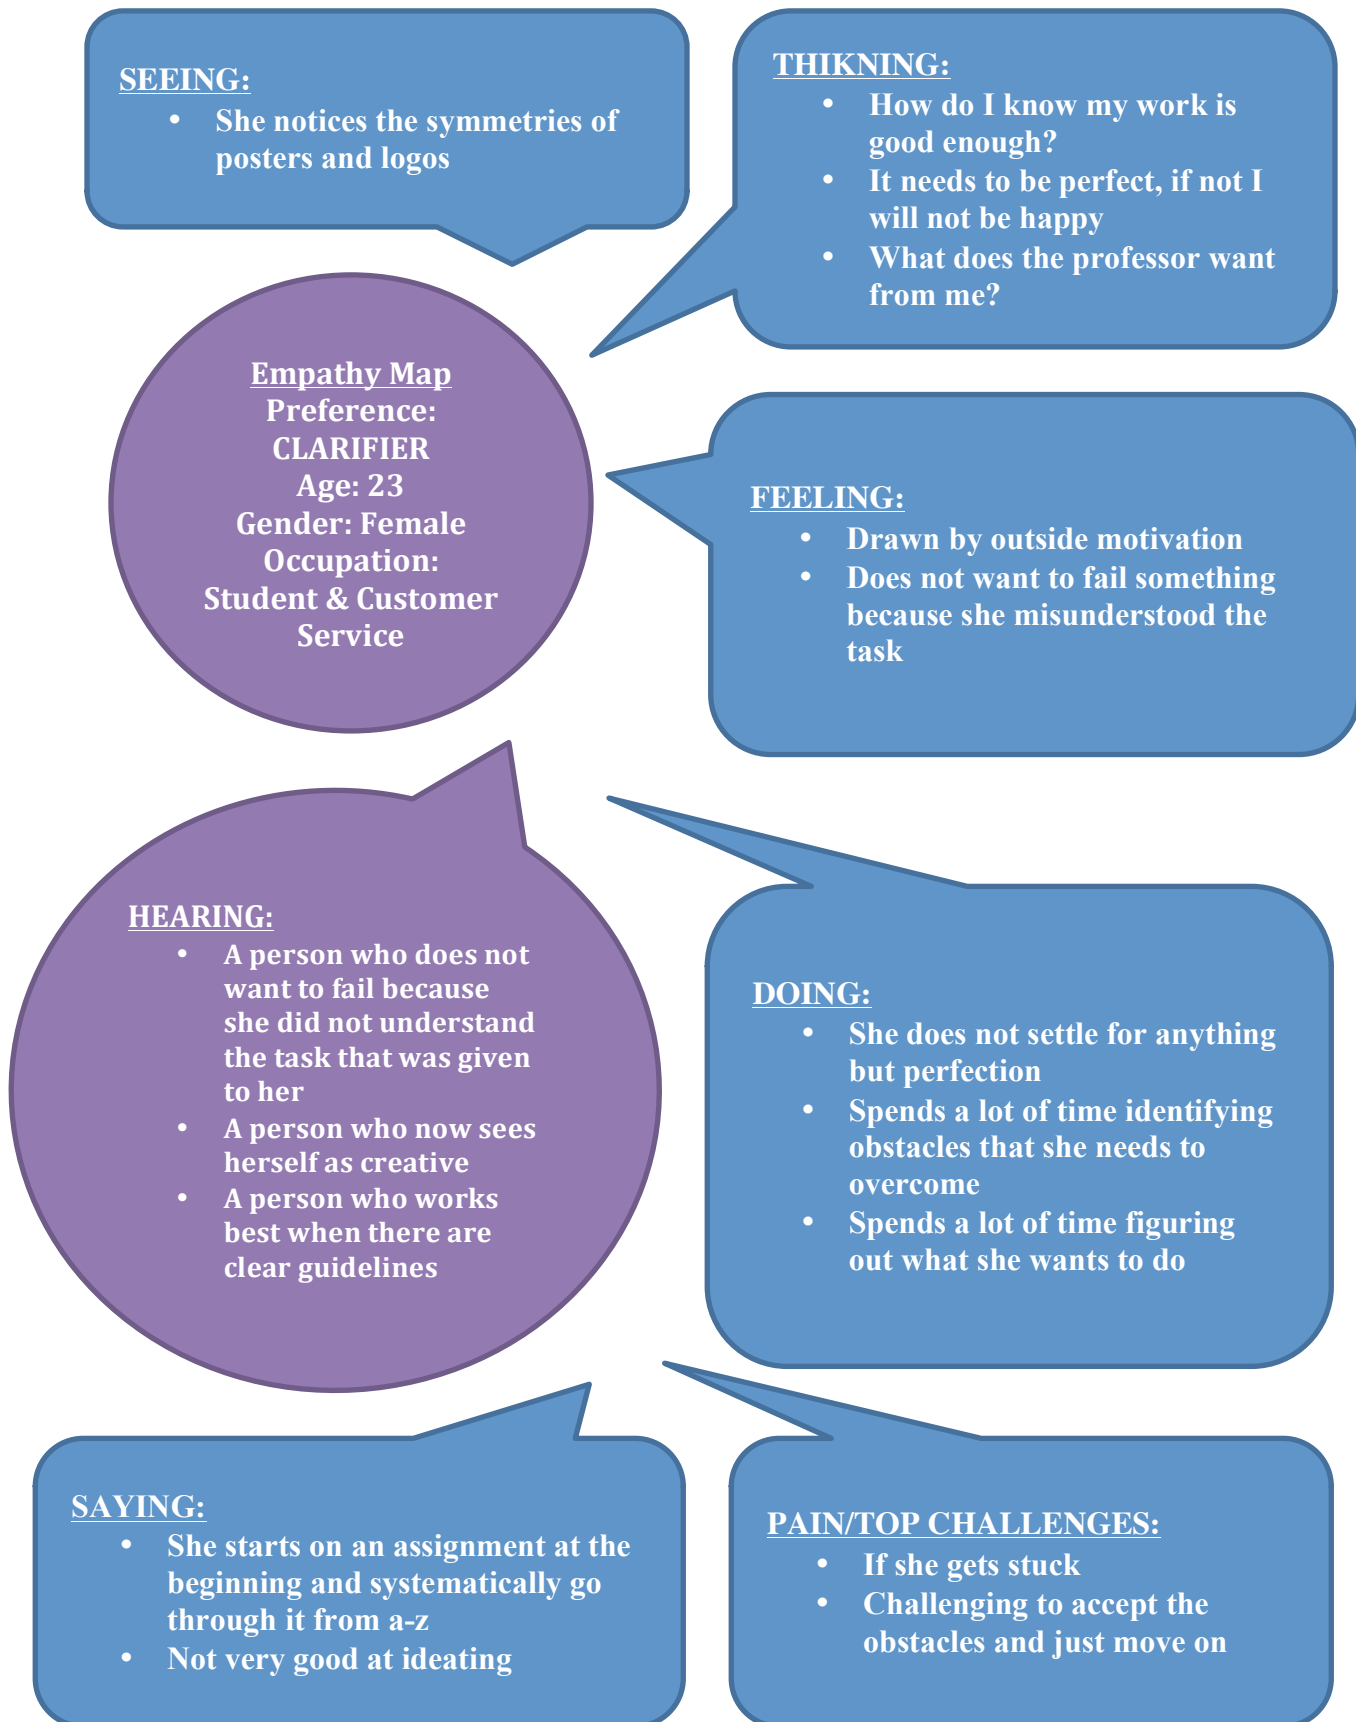 SEEING:
• She notices the symmetries of
posters and logos
THIKNING:
• How do I know my work is
good enough?
• It needs to be perfect, if not I
will not be happy
• What does the professor want
from me?
Empathy Map
Preference:
CLARIFIER
Age: 23
Gender: Female
Occupation:
Student & Customer
Service
FEELING:
• Drawn by outside motivation
• Does not want to fail something
because she misunderstood the
task
HEARING:
• A person who does not
want to fail because
she did not understand
the task that was given
to her
• A person who now sees
herself as creative
• A person who works
best when there are
clear guidelines
DOING:
• She does not settle for anything
but perfection
• Spends a lot of time identifying
obstacles that she needs to
overcome
• Spends a lot of time figuring
out what she wants to do
SAYING:
• She starts on an assignment at the
beginning and systematically go
through it from a-z
• Not very good at ideating
PAIN/TOP CHALLENGES:
• If she gets stuck
• Challenging to accept the
obstacles and just move on